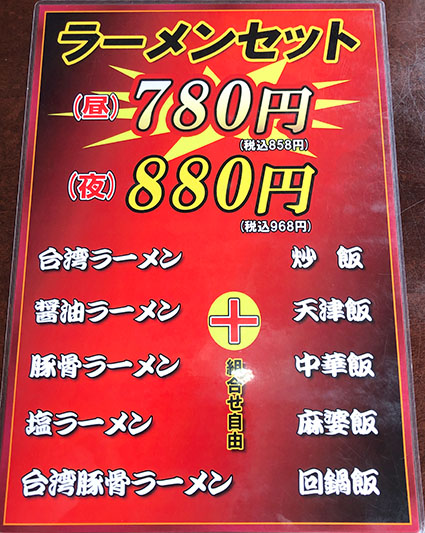 ラーメンセット
(昼) 780円
(税込858円)
(夜) 880円
(税込968円)
台湾ラーメン
醤油ラーメン
豚骨ラーメン
塩ラーメン
台湾豚骨ラーメン
+
組合せ自由
炒 飯
天津飯
中華飯
麻婆飯
回鍋飯